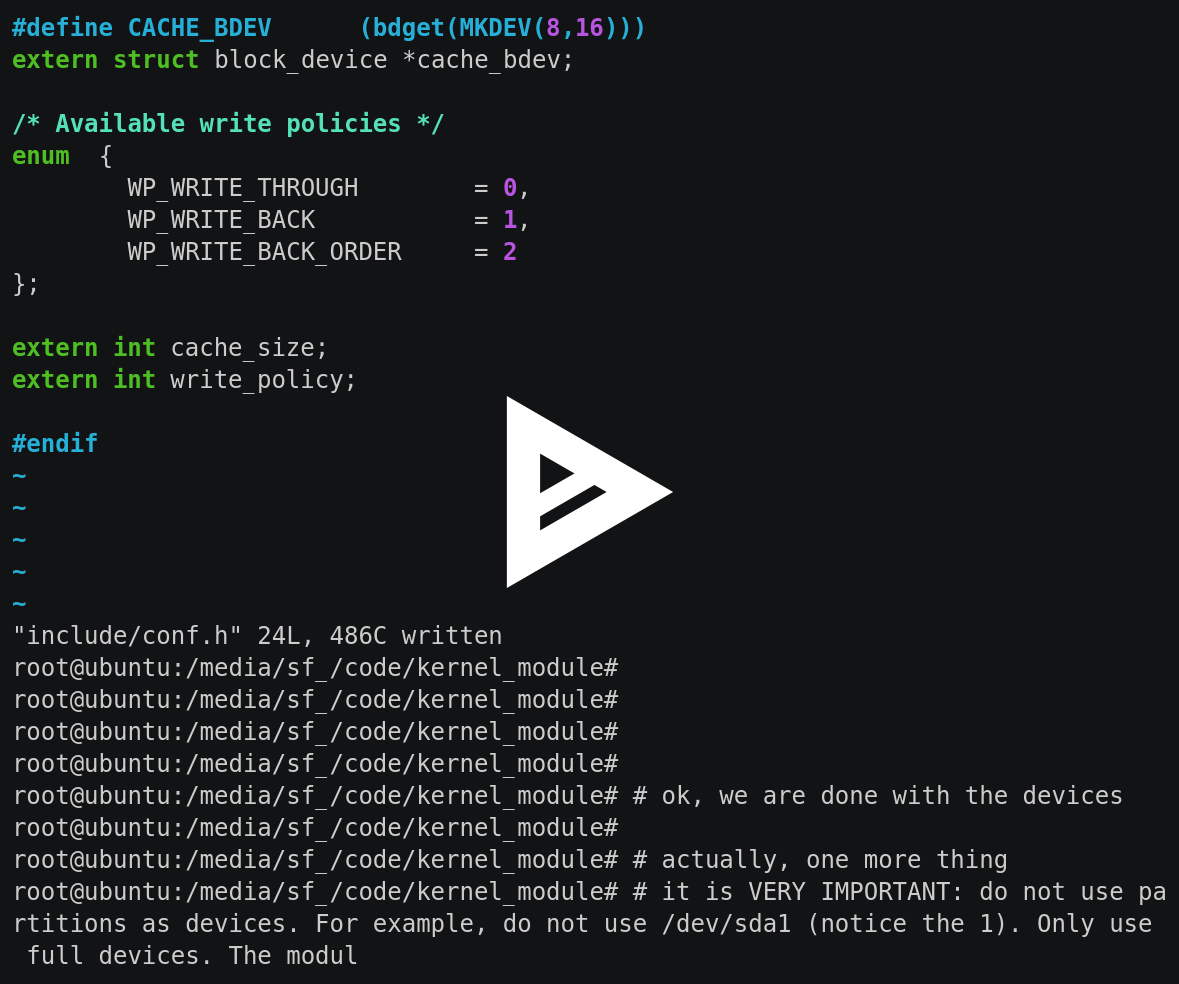 #define CACHE_BDEV      (bdget(MKDEV(8,16)))
extern struct block_device *cache_bdev;

/* Available write policies */
enum  {
        WP_WRITE_THROUGH        = 0,
        WP_WRITE_BACK           = 1,
        WP_WRITE_BACK_ORDER     = 2
};

extern int cache_size;
extern int write_policy;

#endif
~
~
~
~
~
"include/conf.h" 24L, 486C written
root@ubuntu:/media/sf_/code/kernel_module#
root@ubuntu:/media/sf_/code/kernel_module#
root@ubuntu:/media/sf_/code/kernel_module#
root@ubuntu:/media/sf_/code/kernel_module#
root@ubuntu:/media/sf_/code/kernel_module# # ok, we are done with the devices
root@ubuntu:/media/sf_/code/kernel_module#
root@ubuntu:/media/sf_/code/kernel_module# # actually, one more thing
root@ubuntu:/media/sf_/code/kernel_module# # it is VERY IMPORTANT: do not use pa
rtitions as devices. For example, do not use /dev/sda1 (notice the 1). Only use
 full devices. The modul